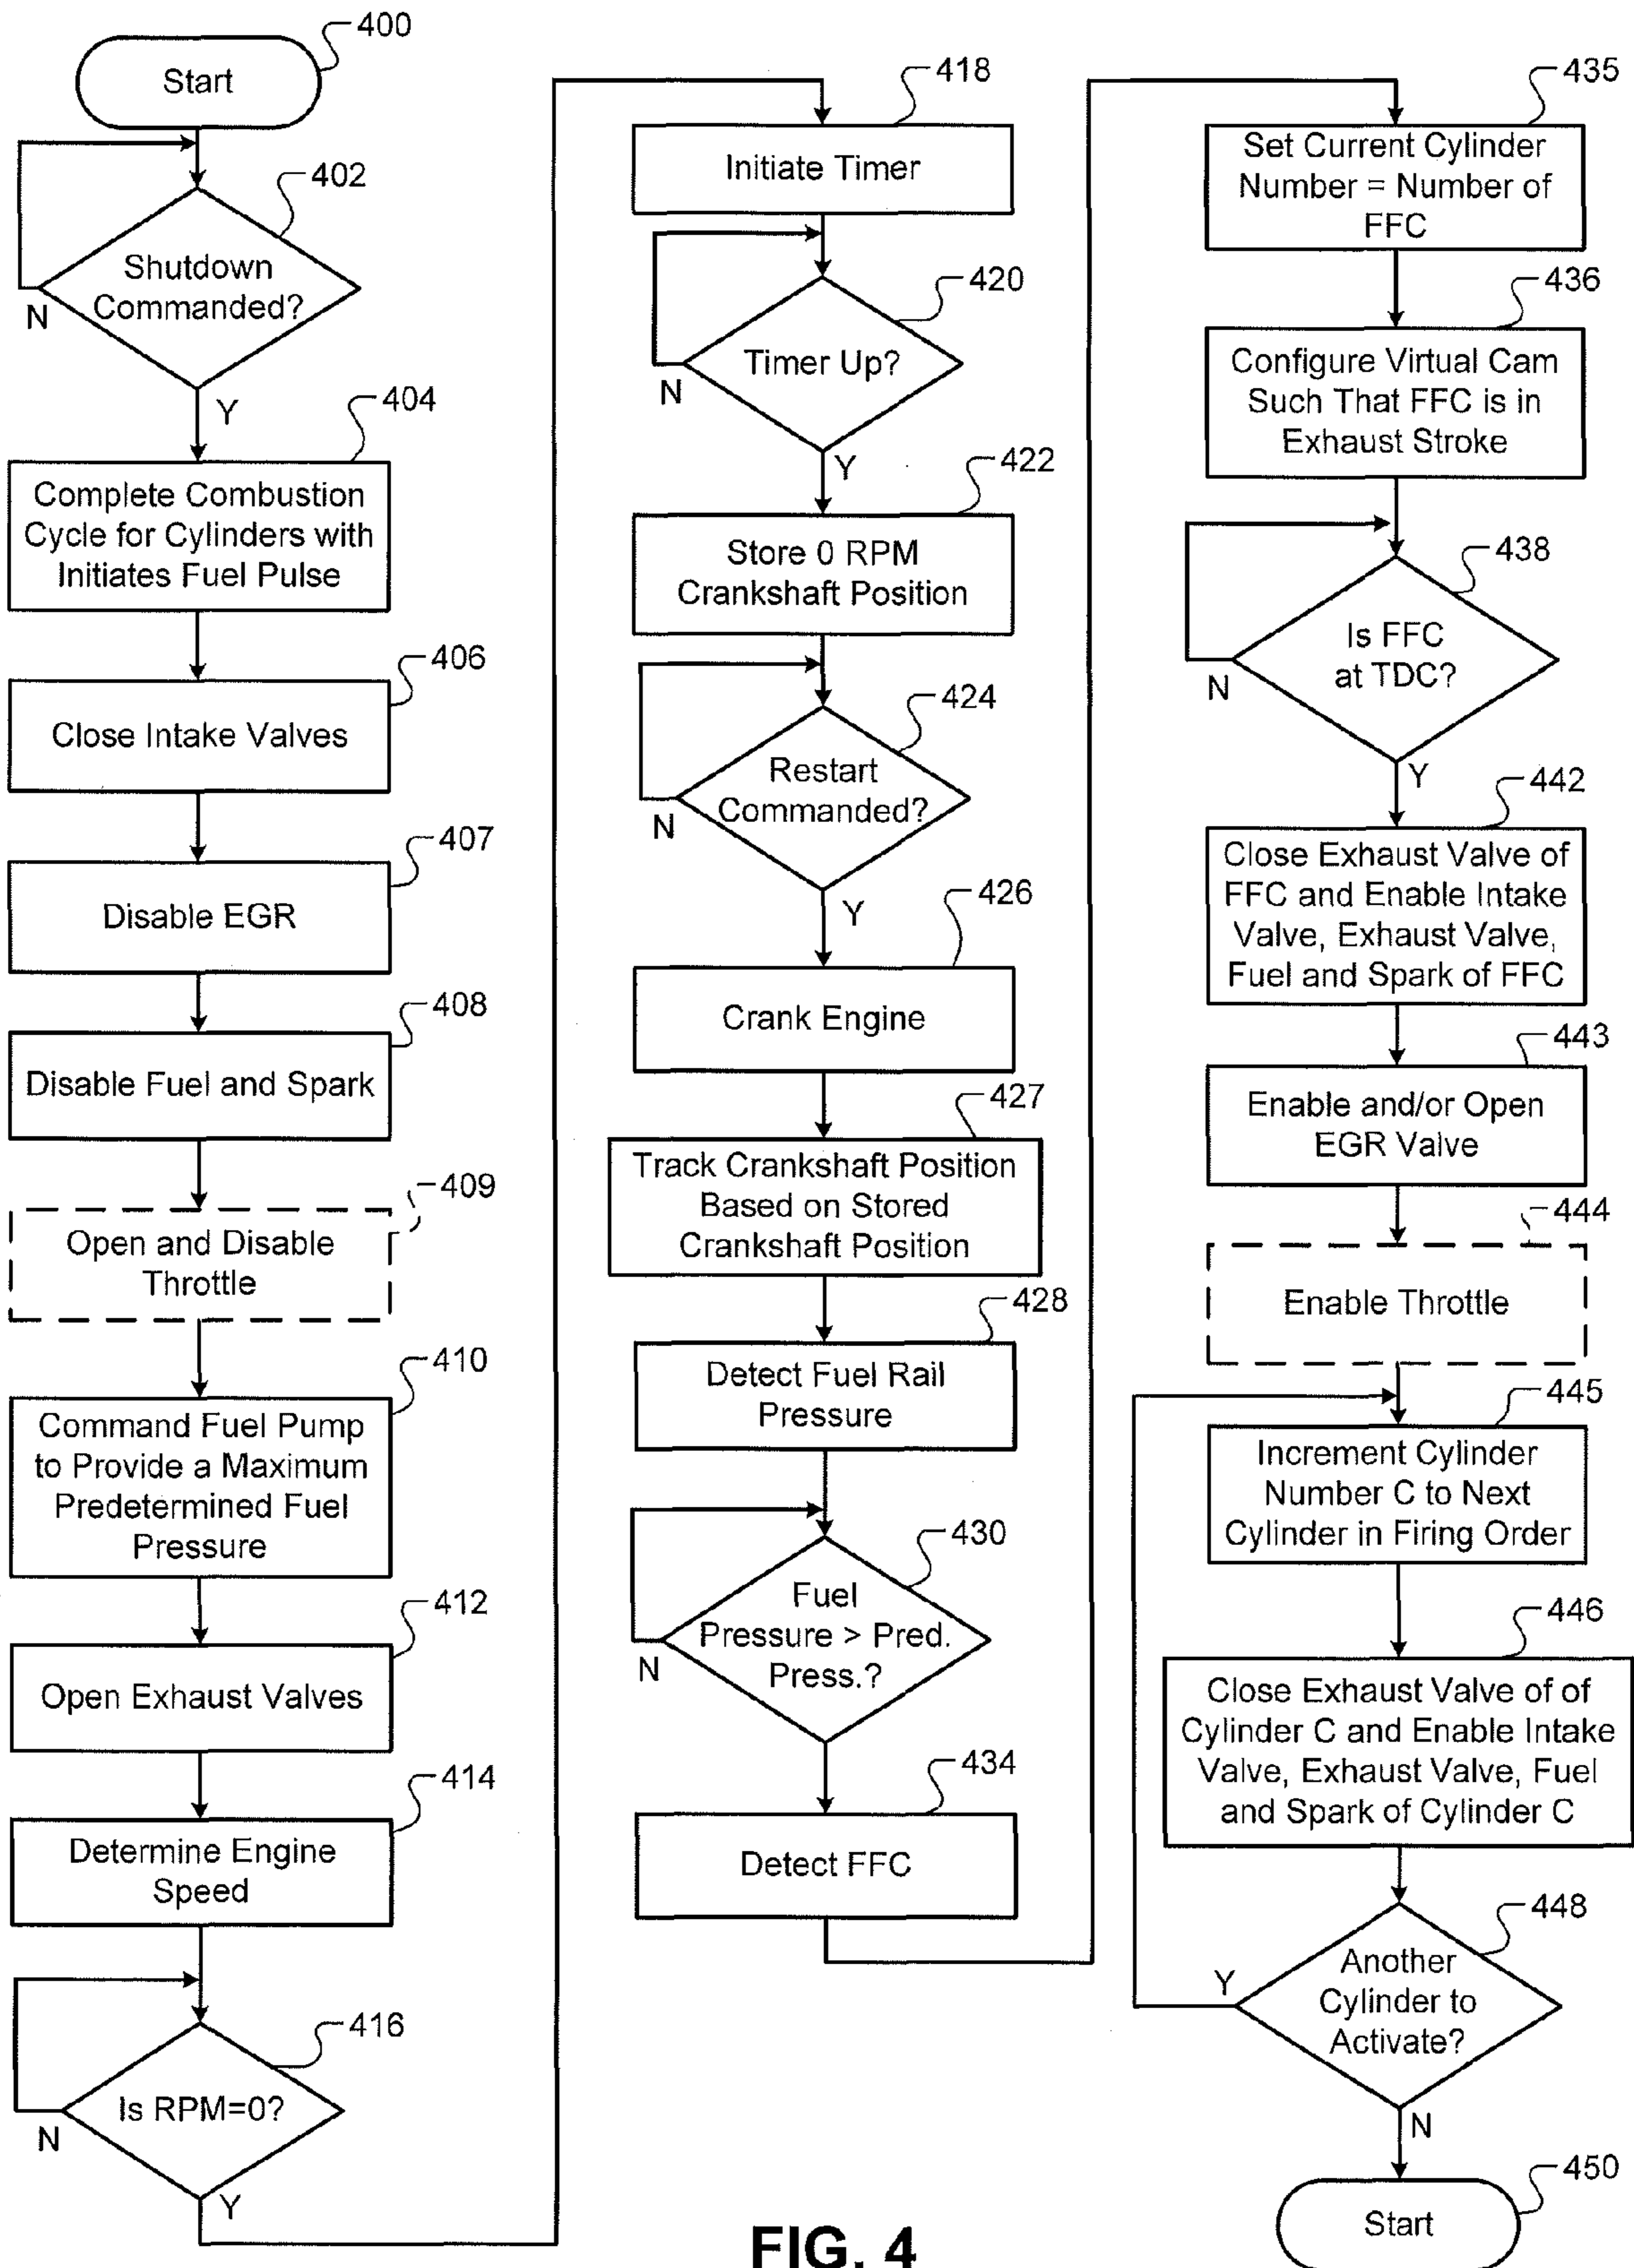 400
Start
402
Shutdown
Commanded?
N
Y
404
Complete Combustion
Cycle for Cylinders with
Initiates Fuel Pulse
406
Close Intake Valves
407
Disable EGR
408
Disable Fuel and Spark
409
Open and Disable
Throttle
410
Command Fuel Pump
to Provide a Maximum
Predetermined Fuel
Pressure
412
Open Exhaust Valves
414
Determine Engine
Speed
416
Is RPM=0?
N
Y
418
Initiate Timer
420
Timer Up?
N
Y
422
Store 0 RPM
Crankshaft Position
424
Restart
Commanded?
N
Y
426
Crank Engine
427
Track Crankshaft Position
Based on Stored
Crankshaft Position
428
Detect Fuel Rail
Pressure
430
Fuel
Pressure > Pred.
Press.?
N
434
Detect FFC
435
Set Current Cylinder
Number = Number of
FFC
436
Configure Virtual Cam
Such That FFC is in
Exhaust Stroke
438
Is FFC
at TDC?
N
Y
442
Close Exhaust Valve of
FFC and Enable Intake
Valve, Exhaust Valve,
Fuel and Spark of FFC
443
Enable and/or Open
EGR Valve
444
Enable Throttle
445
Increment Cylinder
Number C to Next
Cylinder in Firing Order
446
Close Exhaust Valve of of
Cylinder C and Enable Intake
Valve, Exhaust Valve, Fuel
and Spark of Cylinder C
448
Another
Cylinder to
Activate?
Y
N
450
Start
FIG. 4